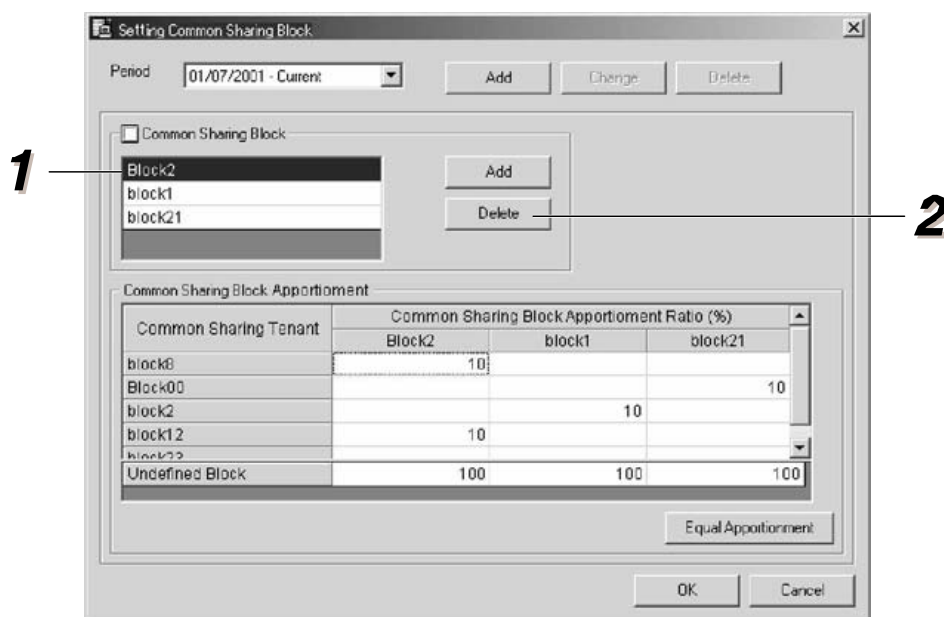 Setting Common Sharing Block
Period 01/07/2001 - Current Add Change Delete
Common Sharing Block
1 Block2 Add
block1
block21 Delete 2
Common Sharing Block Apportioment
Common Sharing Tenant Common Sharing Block Apportioment Ratio (%)
Block2 block1 block21
block8 10
Block00 10
block2 10
block12 10
block23
Undefined Block 100 100 100
Equal Apportionment
OK Cancel